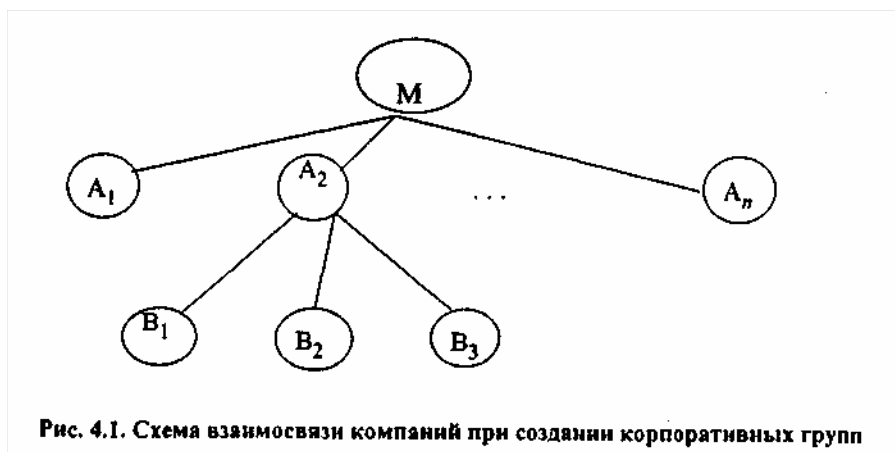 M
A₁ A₂ ... Aₙ
B₁ B₂ B₃
Рис. 4.1. Схема взаимосвязи компаний при создании корпоративных групп